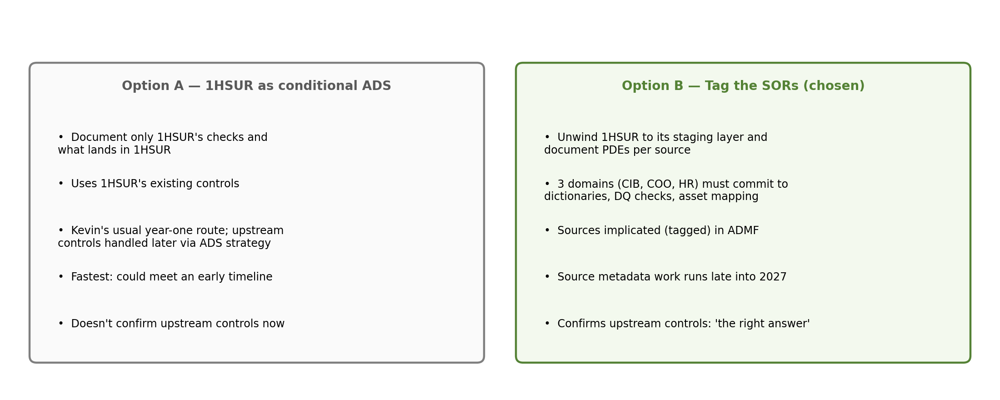 Option A — 1HSUR as conditional ADS
• Document only 1HSUR's checks and
what lands in 1HSUR
• Uses 1HSUR's existing controls
• Kevin's usual year-one route; upstream
controls handled later via ADS strategy
• Fastest: could meet an early timeline
• Doesn't confirm upstream controls now
Option B — Tag the SORs (chosen)
• Unwind 1HSUR to its staging layer and
document PDEs per source
• 3 domains (CIB, COO, HR) must commit to
dictionaries, DQ checks, asset mapping
• Sources implicated (tagged) in ADMF
• Source metadata work runs late into 2027
• Confirms upstream controls: 'the right answer'